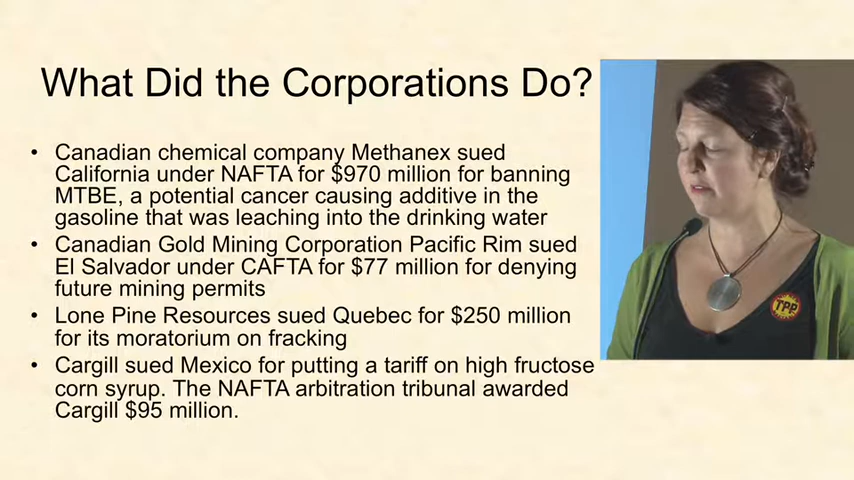 What Did the Corporations Do?
• Canadian chemical company Methanex sued
California under NAFTA for $970 million for banning
MTBE, a potential cancer causing additive in the
gasoline that was leaching into the drinking water
• Canadian Gold Mining Corporation Pacific Rim sued
El Salvador under CAFTA for $77 million for denying
future mining permits
• Lone Pine Resources sued Quebec for $250 million
for its moratorium on fracking
• Cargill sued Mexico for putting a tariff on high fructose
corn syrup. The NAFTA arbitration tribunal awarded
Cargill $95 million.
TPP